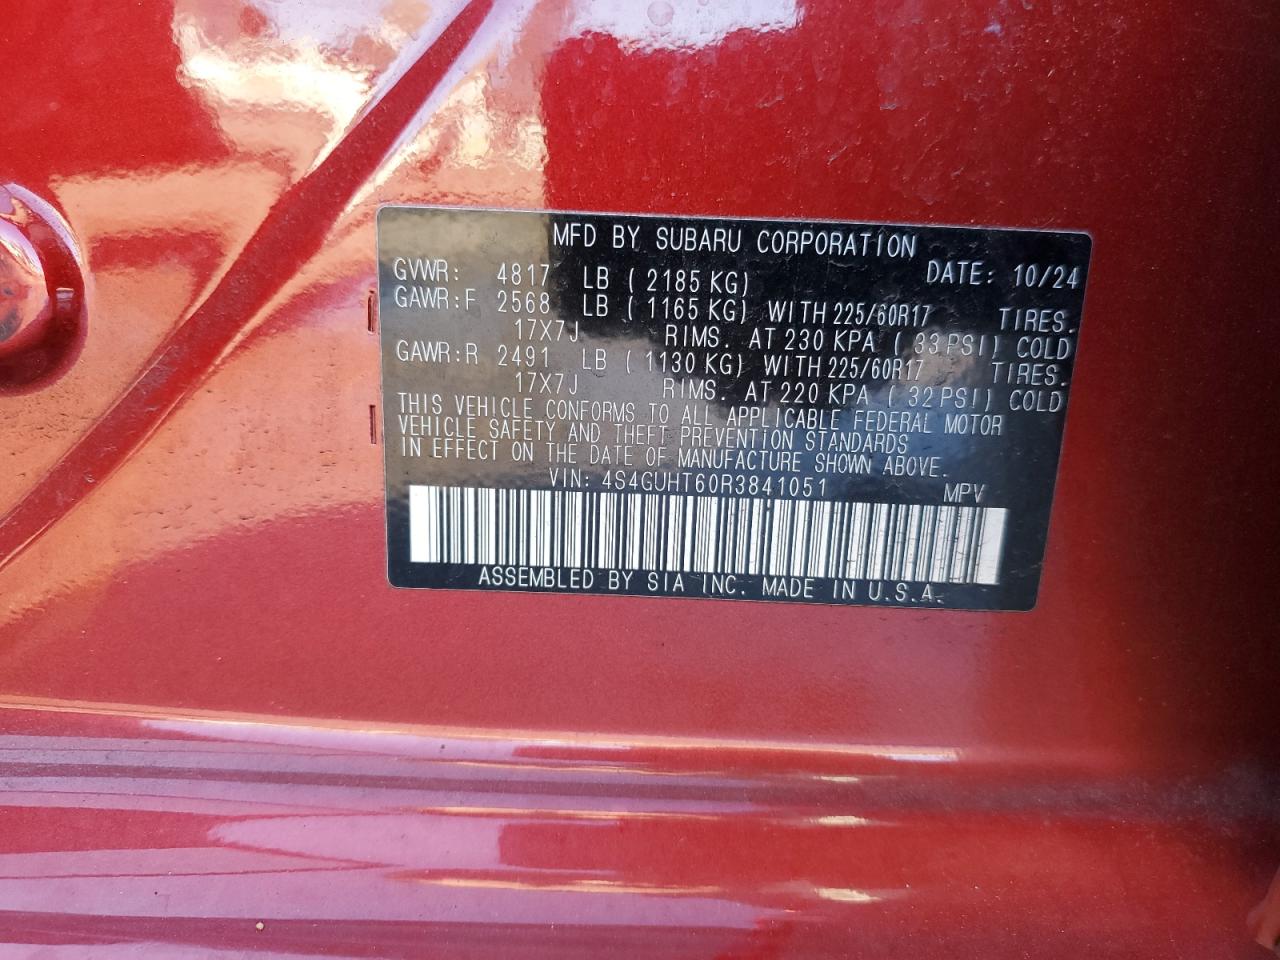 MFD BY SUBARU CORPORATION
GVWR: 4817 LB ( 2185 KG) DATE: 10/24
GAWR:F 2568 LB ( 1165 KG) WITH 225/60R17 TIRES.
17X7J RIMS. AT 230 KPA ( 33 PSI) COLD
GAWR:R 2491 LB ( 1130 KG) WITH 225/60R17 TIRES.
17X7J RIMS. AT 220 KPA ( 32 PSI) COLD
THIS VEHICLE CONFORMS TO ALL APPLICABLE FEDERAL MOTOR
VEHICLE SAFETY AND THEFT PREVENTION STANDARDS
IN EFFECT ON THE DATE OF MANUFACTURE SHOWN ABOVE.
VIN: 4S4GUHT60R3841051 MPV
ASSEMBLED BY SIA INC. MADE IN U.S.A.